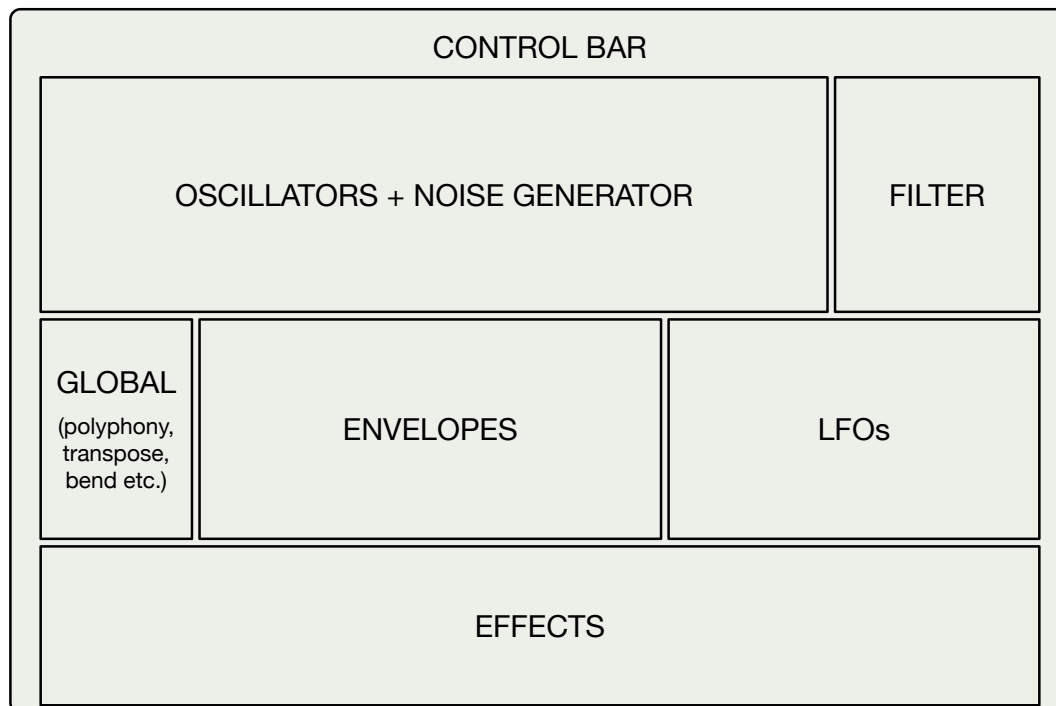 CONTROL BAR
OSCILLATORS + NOISE GENERATOR
FILTER
GLOBAL
(polyphony,
transpose,
bend etc.)
ENVELOPES
LFOs
EFFECTS